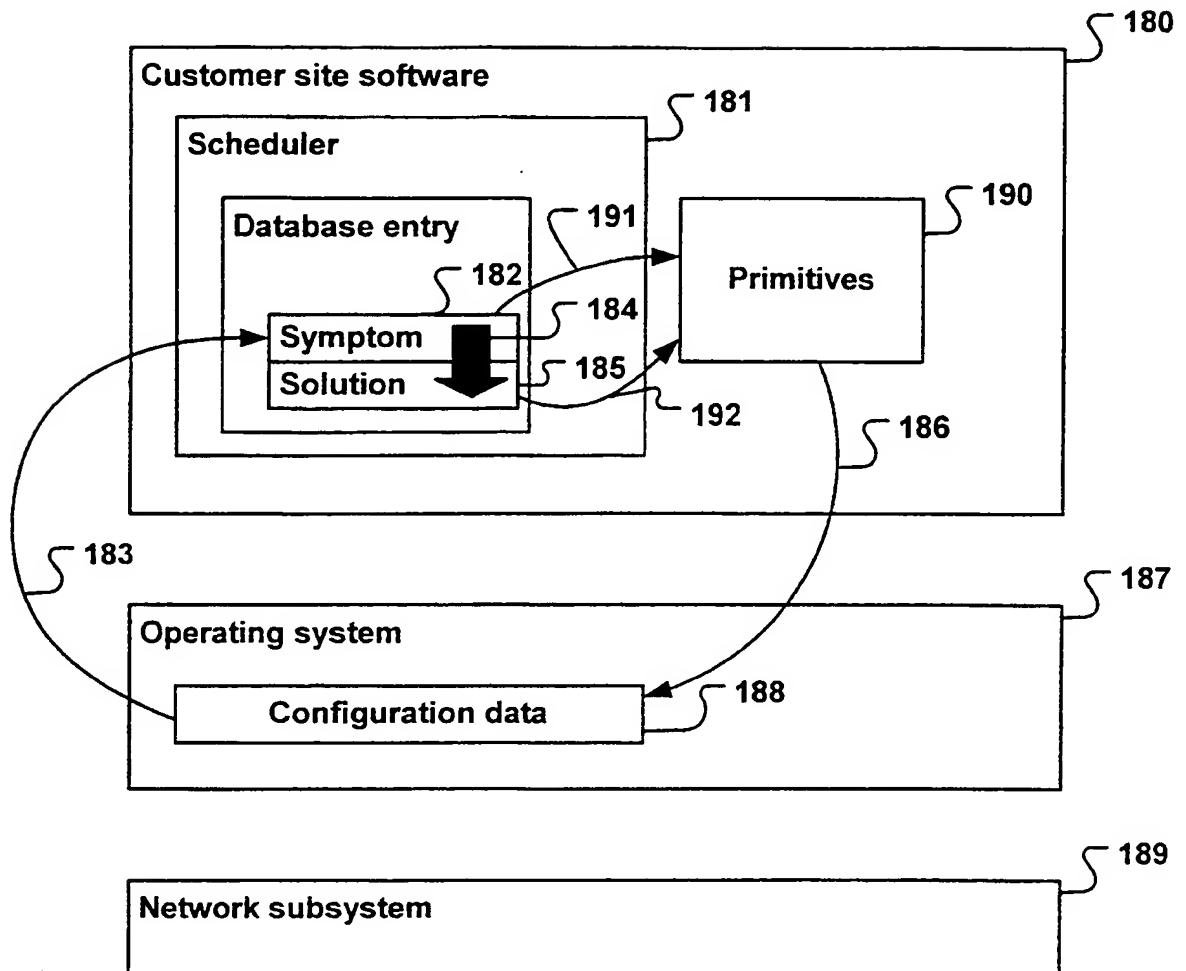 180
Customer site software
181
Scheduler
190
Database entry
191
182
Primitives
Symptom
184
Solution
185
192
186
183
187
Operating system
188
Configuration data
189
Network subsystem